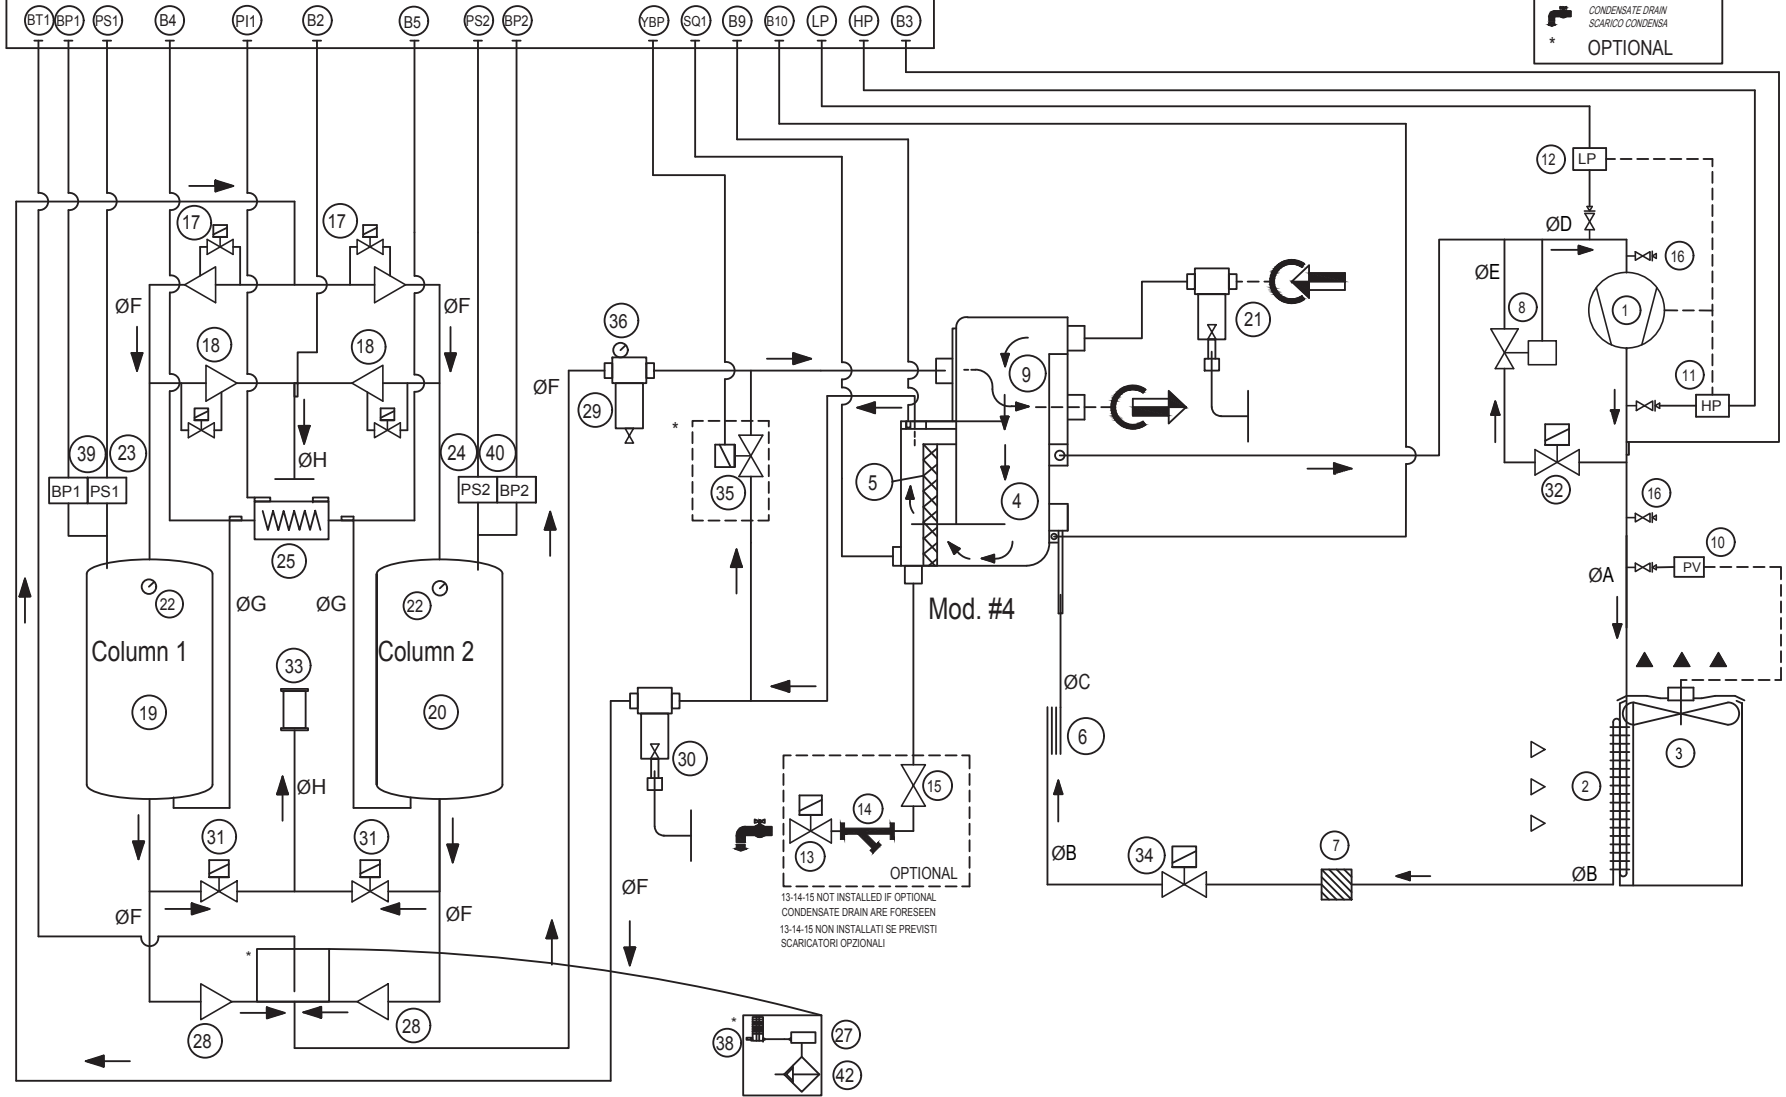 BT1 BP1 PS1 B4 PI1 B2 B5 PS2 BP2 YBP SQ1 B9 B10 LP HP B3
CONDENSATE DRAIN
SCARICO CONDENSA
* OPTIONAL
12 LP
17 17
ØD
16
ØE
8 1
21
ØF ØF
36
18 18
9
11
HP
ØF
29
*
39 23 24 40
ØH
BP1 PS1 PS2 BP2
5 4
35
32
16
25
10
PV
ØA
22 22
ØG ØG
Mod. #4
Column 1 Column 2
33
19 20
ØC
6
3
30
2
ØH
15
14
13
OPTIONAL
31 31
ØB
34 7
ØB
13-14-15 NOT INSTALLED IF OPTIONAL
CONDENSATE DRAIN ARE FORESEEN
13-14-15 NON INSTALLATI SE PREVISTI
SCARICATORI OPZIONALI
ØF ØF ØF
*
28 28
*
38 27
42